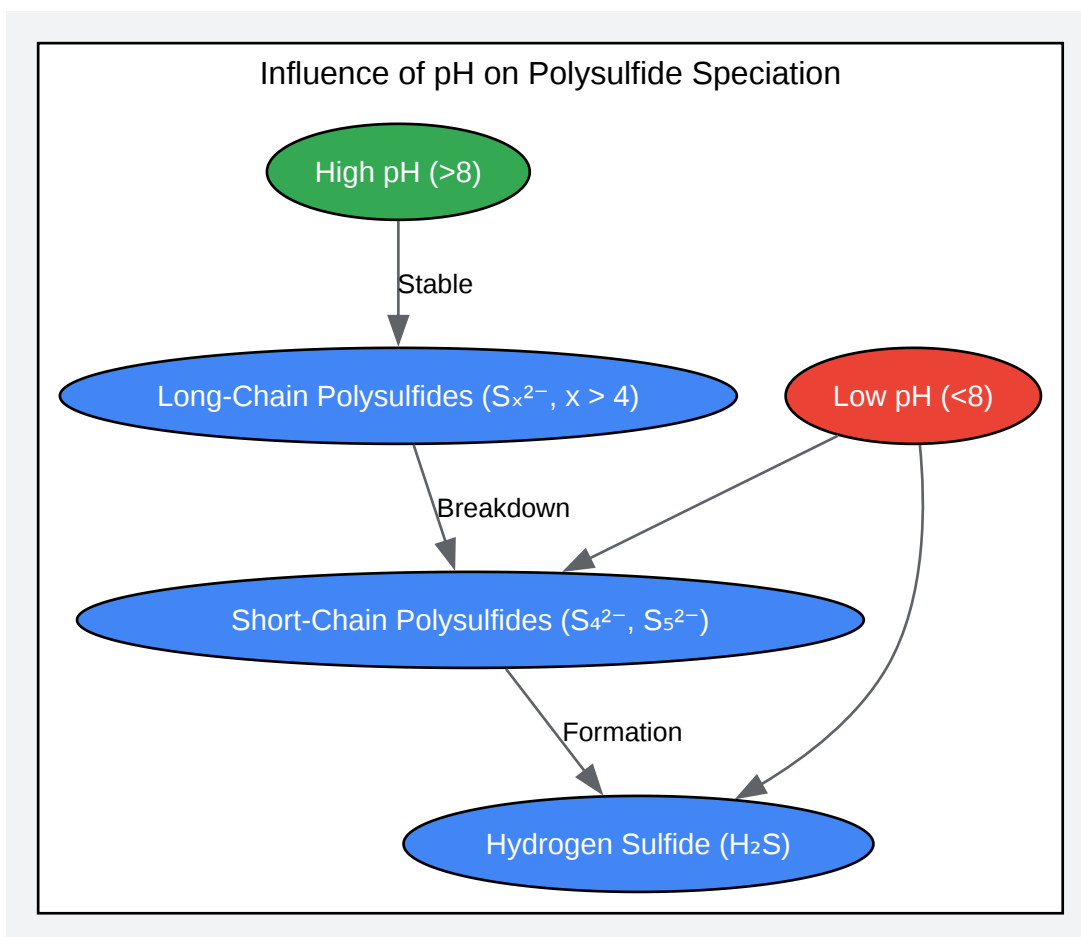 Influence of pH on Polysulfide Speciation
High pH (>8)
Stable
Long-Chain Polysulfides (Sₓ²⁻, x > 4)
Low pH (<8)
Breakdown
Short-Chain Polysulfides (S₄²⁻, S₅²⁻)
Formation
Hydrogen Sulfide (H₂S)